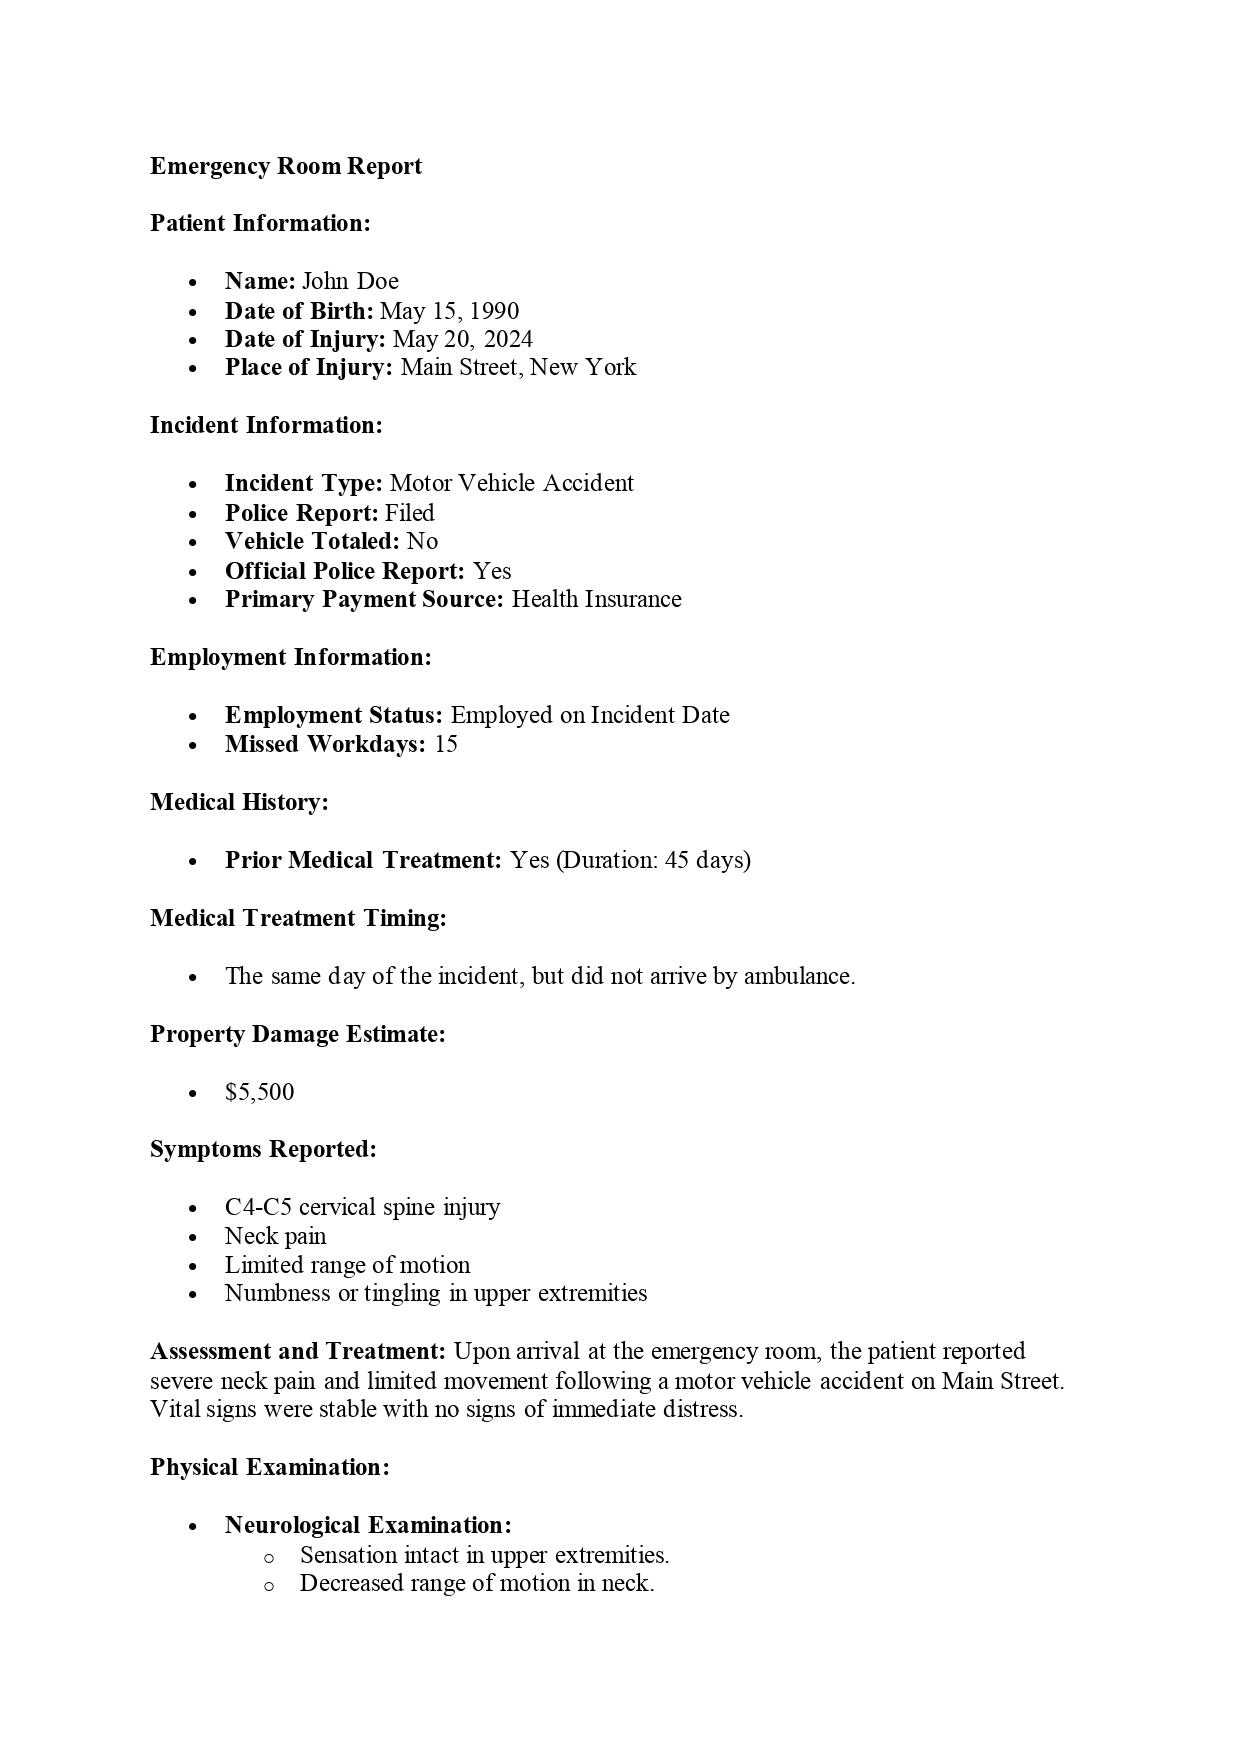 Emergency Room Report
Patient Information:
• Name: John Doe
• Date of Birth: May 15, 1990
• Date of Injury: May 20, 2024
• Place of Injury: Main Street, New York
Incident Information:
• Incident Type: Motor Vehicle Accident
• Police Report: Filed
• Vehicle Totaled: No
• Official Police Report: Yes
• Primary Payment Source: Health Insurance
Employment Information:
• Employment Status: Employed on Incident Date
• Missed Workdays: 15
Medical History:
• Prior Medical Treatment: Yes (Duration: 45 days)
Medical Treatment Timing:
• The same day of the incident, but did not arrive by ambulance.
Property Damage Estimate:
• $5,500
Symptoms Reported:
• C4-C5 cervical spine injury
• Neck pain
• Limited range of motion
• Numbness or tingling in upper extremities
Assessment and Treatment: Upon arrival at the emergency room, the patient reported
severe neck pain and limited movement following a motor vehicle accident on Main Street.
Vital signs were stable with no signs of immediate distress.
Physical Examination:
• Neurological Examination:
o Sensation intact in upper extremities.
o Decreased range of motion in neck.